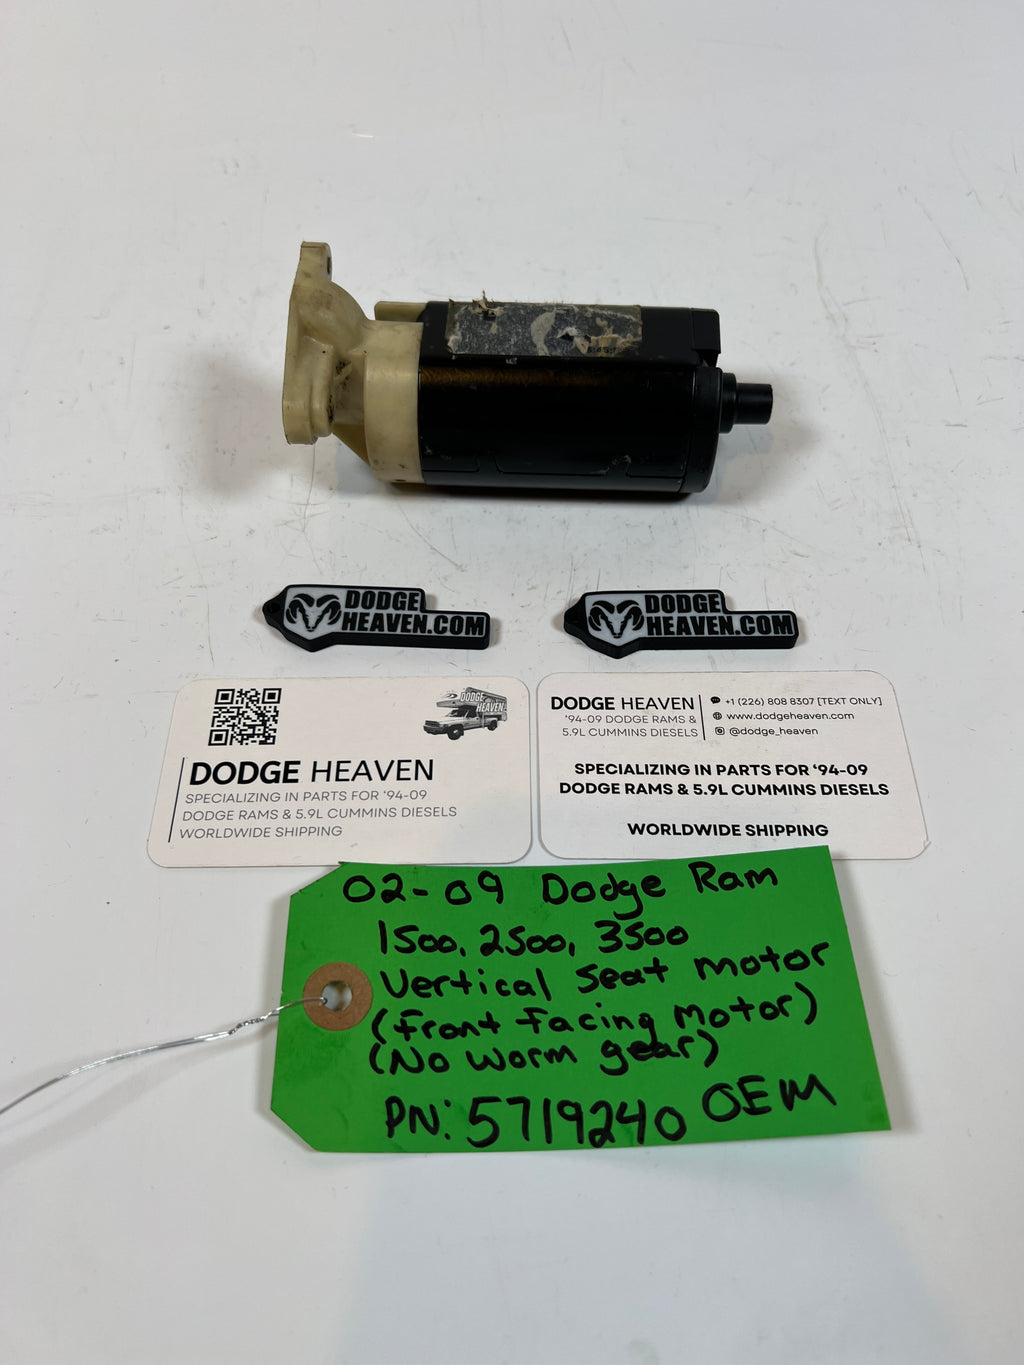 DODGE
HEAVEN.COM
DODGE
HEAVEN.COM
DODGE
HEAVEN
DODGE HEAVEN
SPECIALIZING IN PARTS FOR '94-09
DODGE RAMS & 5.9L CUMMINS DIESELS
WORLDWIDE SHIPPING
DODGE HEAVEN
'94-09 DODGE RAMS &
5.9L CUMMINS DIESELS
+1 (226) 808 8307 [TEXT ONLY]
www.dodgeheaven.com
@dodge_heaven
SPECIALIZING IN PARTS FOR '94-09
DODGE RAMS & 5.9L CUMMINS DIESELS
WORLDWIDE SHIPPING
02-09 Dodge Ram
1500, 2500, 3500
Vertical Seat motor
(front facing motor)
(No worm gear)
PN: 5719240 OEM